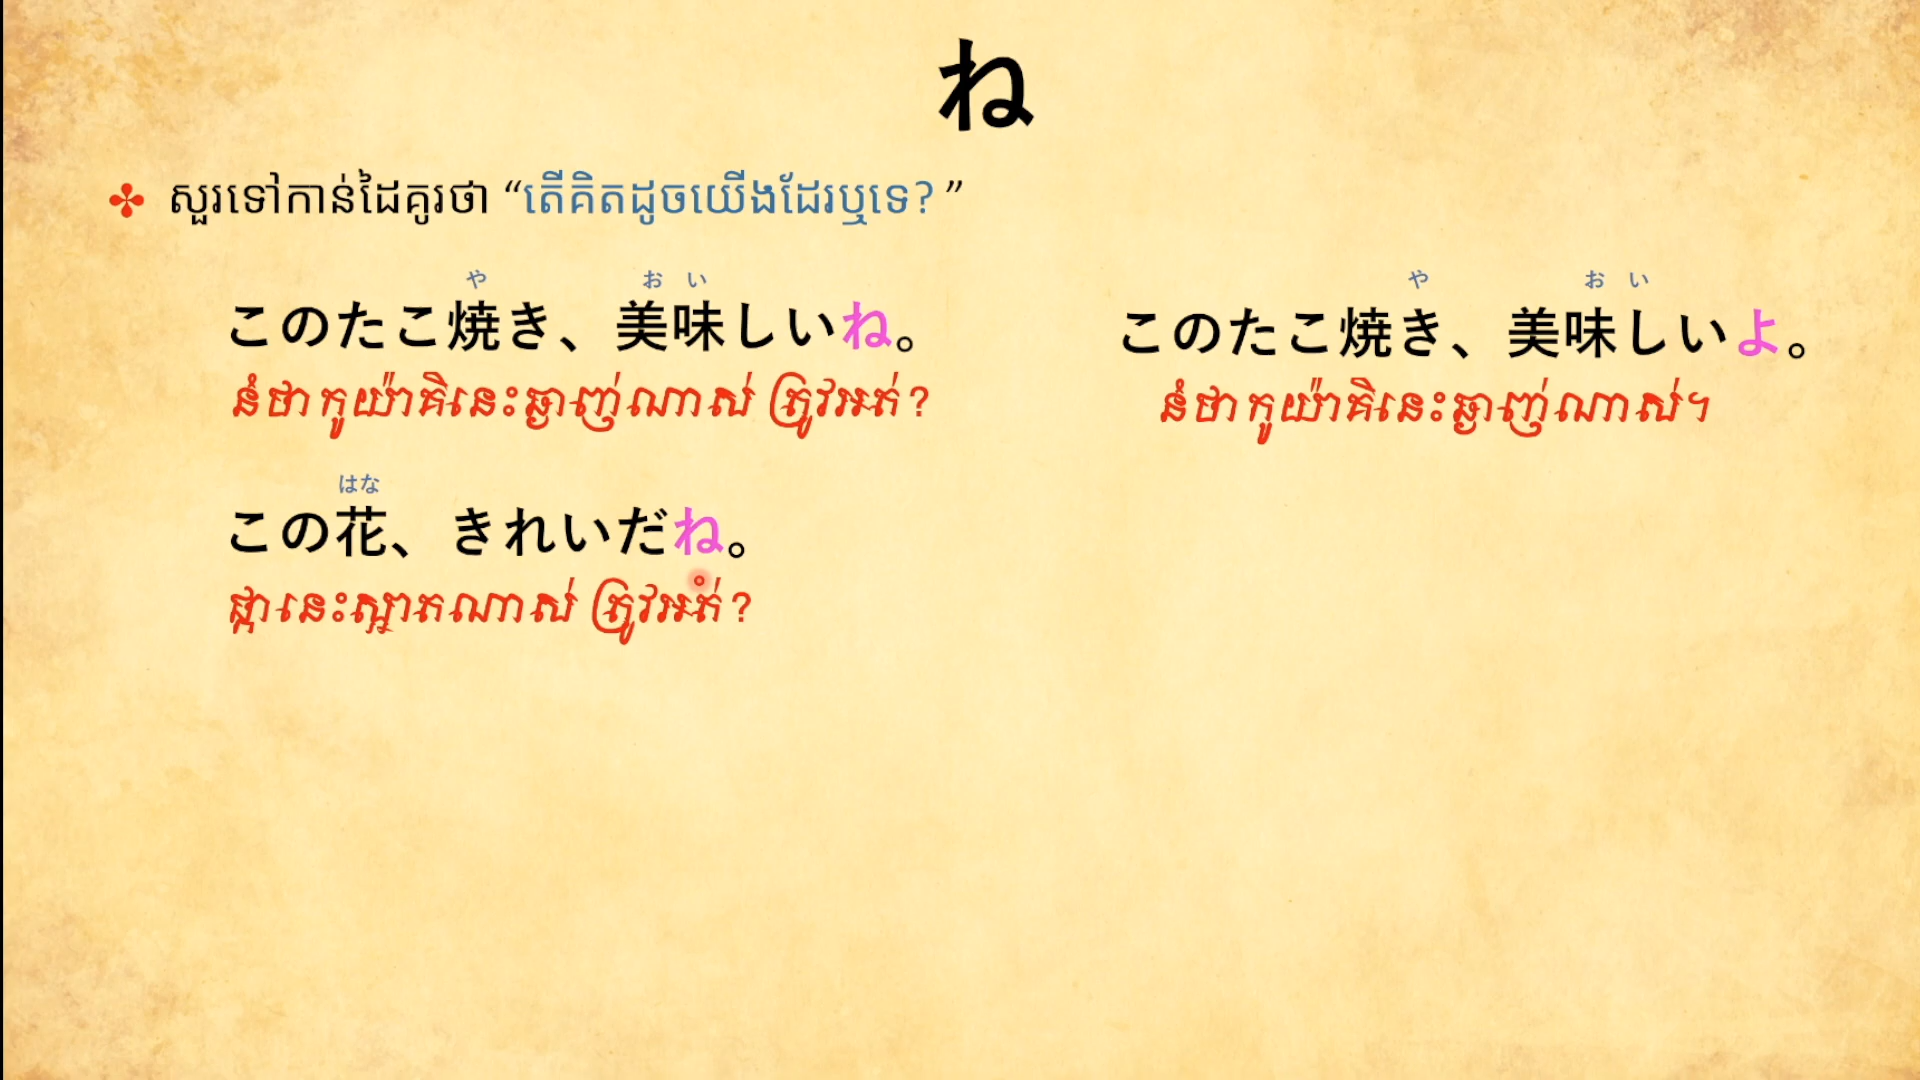 ね
សួរទៅកាន់ដៃគូរថា “តើគិតដូចយើងដែរឬទេ? ”
や お い
このたこ焼き、美味しいね。
នំថាកូយ៉ាគិនេះឆ្ងាញ់ណាស់ ត្រូវអត់?
や お い
このたこ焼き、美味しいよ。
នំថាកូយ៉ាគិនេះឆ្ងាញ់ណាស់។
はな
この花、きれいだね。
ផ្កានេះស្អាតណាស់ ត្រូវអត់?